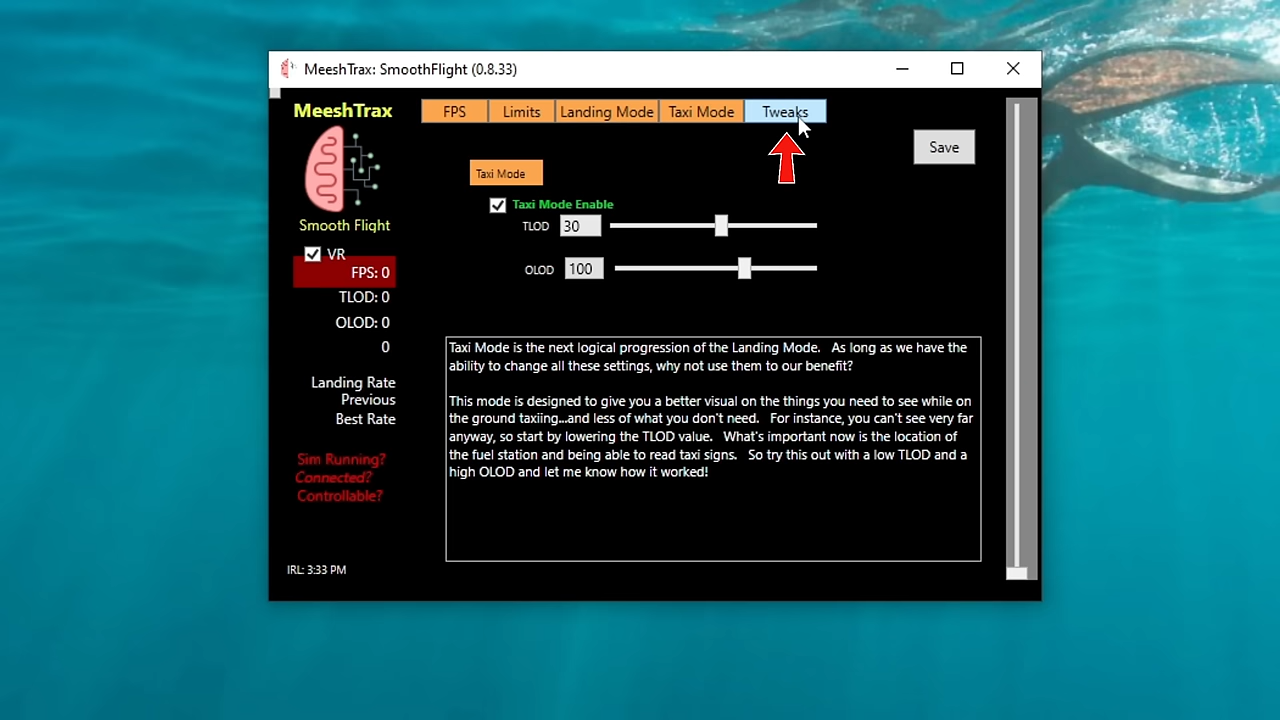 MeeshTrax: SmoothFlight (0.8.33)
MeeshTrax
FPS
Limits
Landing Mode
Taxi Mode
Tweaks
Save
Smooth Flight
VR
FPS: 0
TLOD: 0
OLOD: 0
0
Landing Rate
Previous
Best Rate
Sim Running?
Connected?
Controllable?
IRL: 3:33 PM
Taxi Mode
Taxi Mode Enable
TLOD 30
OLOD 100
Taxi Mode is the next logical progression of the Landing Mode. As long as we have the
ability to change all these settings, why not use them to our benefit?
This mode is designed to give you a better visual on the things you need to see while on
the ground taxiing...and less of what you don't need. For instance, you can't see very far
anyway, so start by lowering the TLOD value. What's important now is the location of
the fuel station and being able to read taxi signs. So try this out with a low TLOD and a
high OLOD and let me know how it worked!